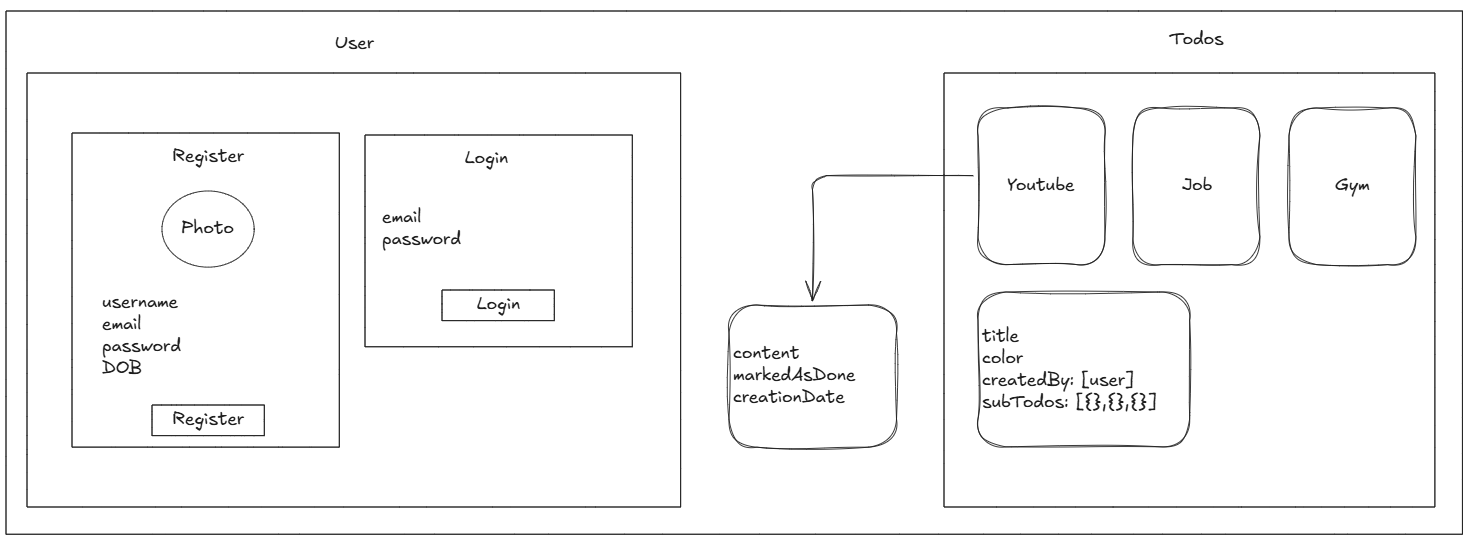 User
Register
Photo
username
email
password
DOB
Register
Login
email
password
Login
content
markedAsDone
creationDate
Todos
Youtube
Job
Gym
title
color
createdBy: [user]
subTodos: [{},{},{}]